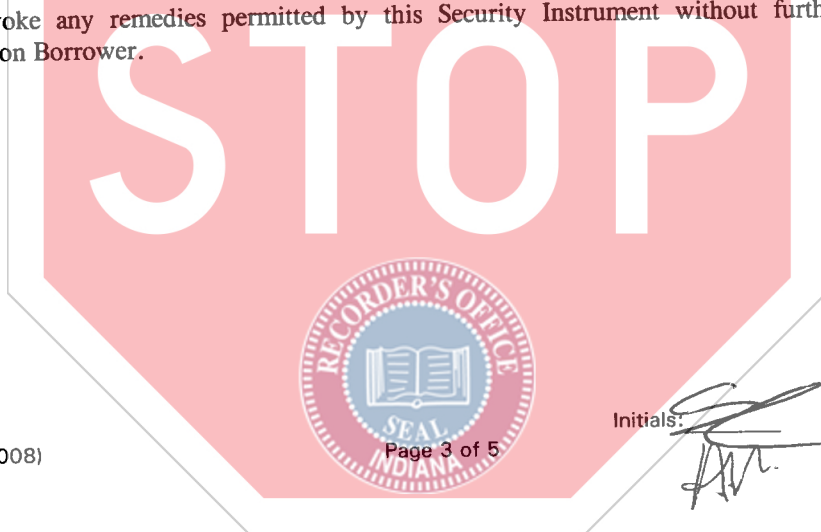 oke any remedies permitted by this Security Instrument without furth
on Borrower.
STOP
RECORDER'S OFFICE
SEAL
INDIANA
Initials:
008)
Page 3 of 5